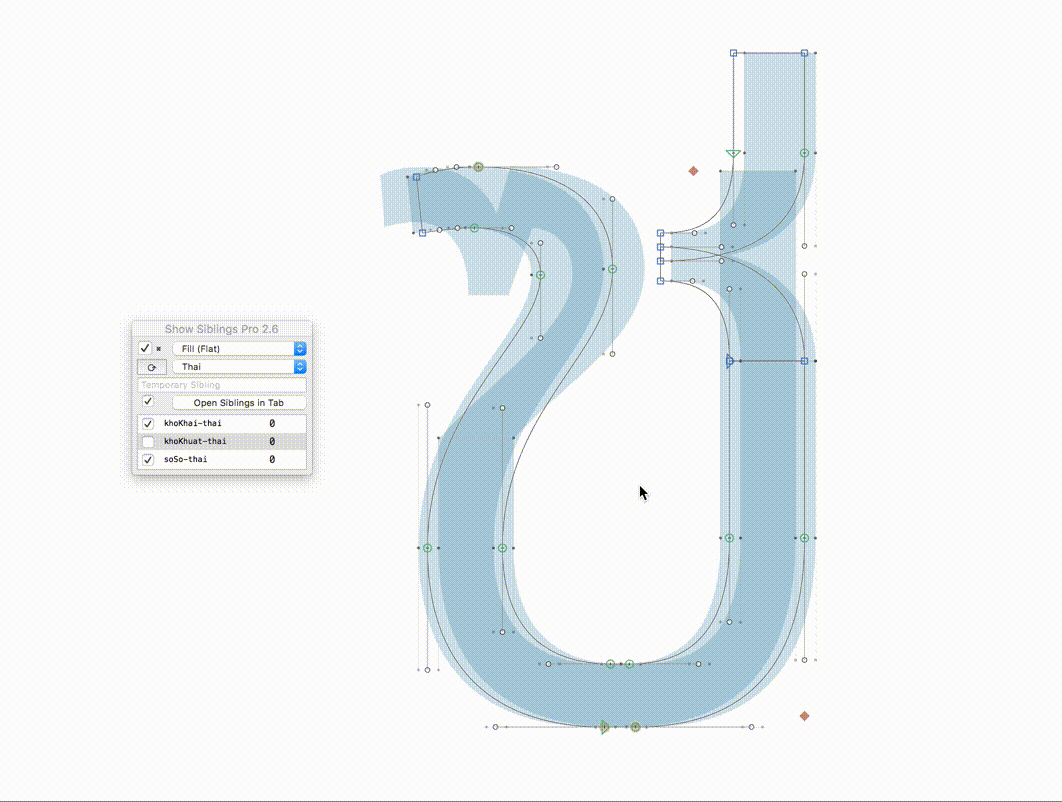 Show Siblings Pro 2.6
Fill (Flat)
Thai
Temporary Sibling
Open Siblings in Tab
khoKhai-thai 0
khoKhuat-thai 0
soSo-thai 0